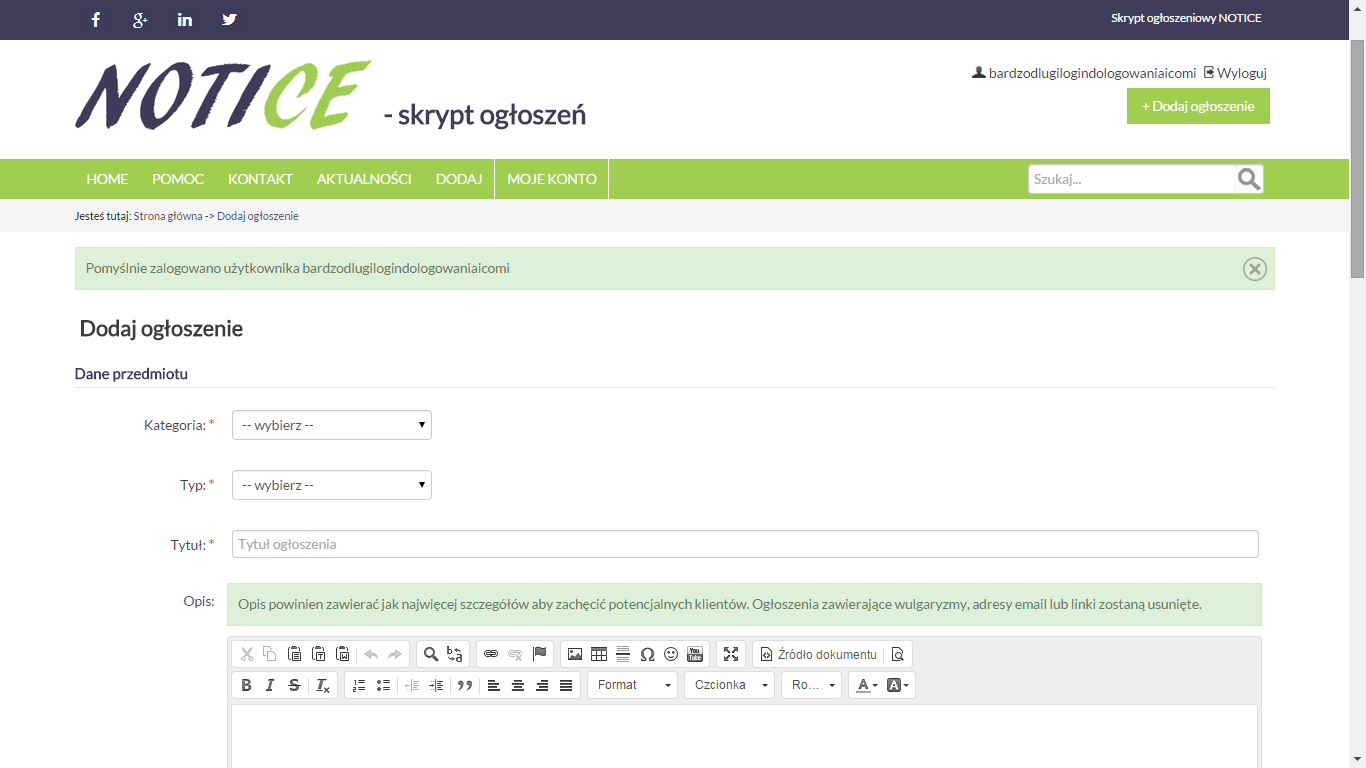 Skrypt ogłoszeniowy NOTICE
NOTICE - skrypt ogłoszeń
bardzodlugilogindologowaniaicomi Wyloguj
+ Dodaj ogłoszenie
HOME POMOC KONTAKT AKTUALNOŚCI DODAJ MOJE KONTO Szukaj...
Jesteś tutaj: Strona główna -> Dodaj ogłoszenie
Pomyślnie zalogowano użytkownika bardzodlugilogindologowaniaicomi
Dodaj ogłoszenie
Dane przedmiotu
Kategoria: * -- wybierz --
Typ: * -- wybierz --
Tytuł: * Tytuł ogłoszenia
Opis: Opis powinien zawierać jak najwięcej szczegółów aby zachęcić potencjalnych klientów. Ogłoszenia zawierające wulgaryzmy, adresy email lub linki zostaną usunięte.
Źródło dokumentu
Format Czcionka Ro...